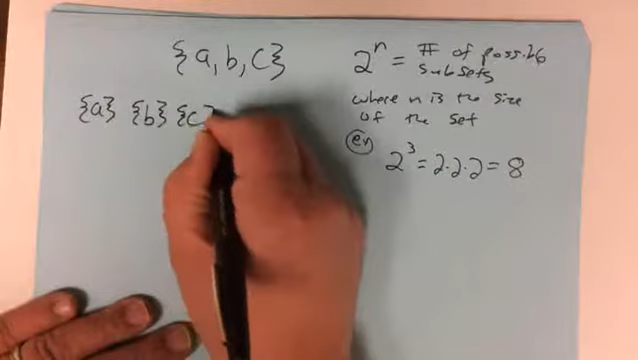 {a, b, c}
2ⁿ = # of possible
subsets
where n is the size
of the set
{a} {b} {c}
ex 2³ = 2·2·2 = 8